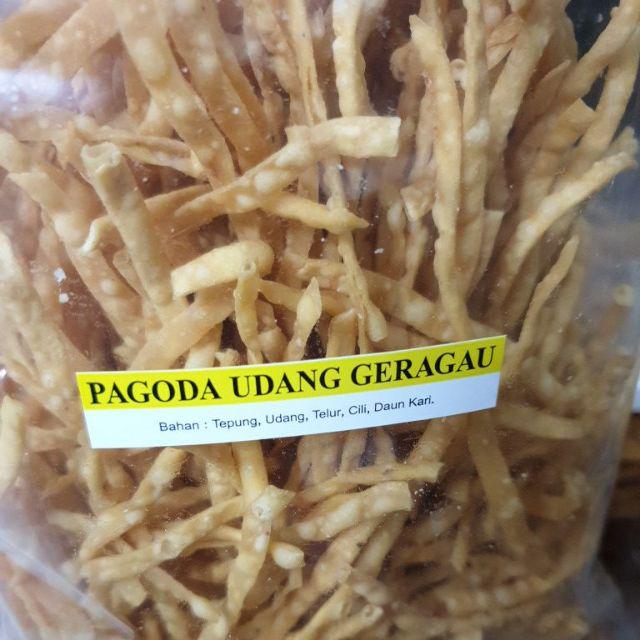 PAGODA UDANG GERAGAU
Bahan : Tepung, Udang, Telur, Cili, Daun Kari.